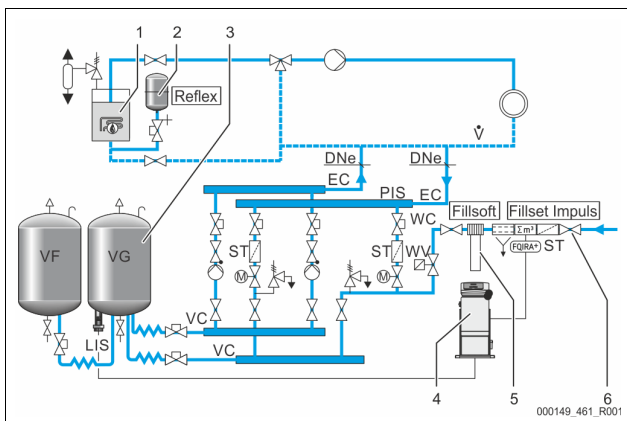 1 2 3
Reflex
V̇
DNe DNe
EC PIS EC
WC Fillsoft Fillset Impuls
Σm³
FQIRA+ ST
VF VG ST ST WV
M M
VC
LIS
VC
4 5 6
000149_461_R001